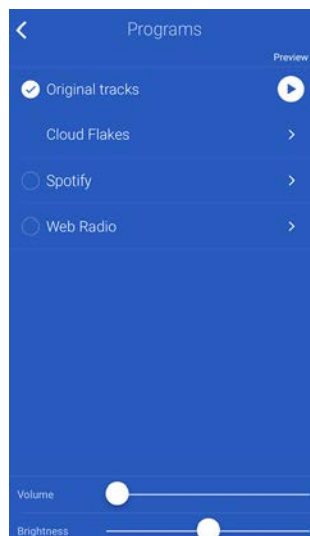 Programs
Preview
Original tracks
Cloud Flakes
Spotify
Web Radio
Volume
Brightness